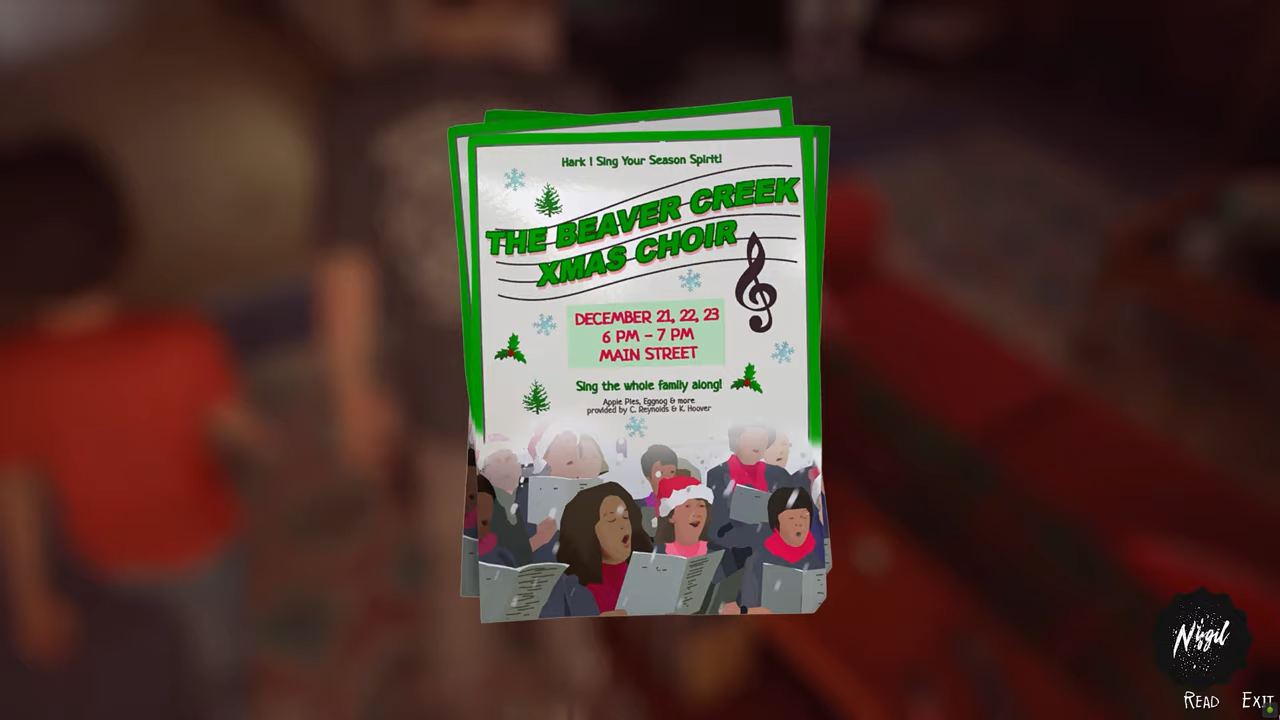 Hark ! Sing Your Season Spirit!
THE BEAVER CREEK
XMAS CHOIR
DECEMBER 21, 22, 23
6 PM - 7 PM
MAIN STREET
Sing the whole family along!
Apple Pies, Eggnog & more
provided by C. Reynolds & K. Hoover
READ EXIT